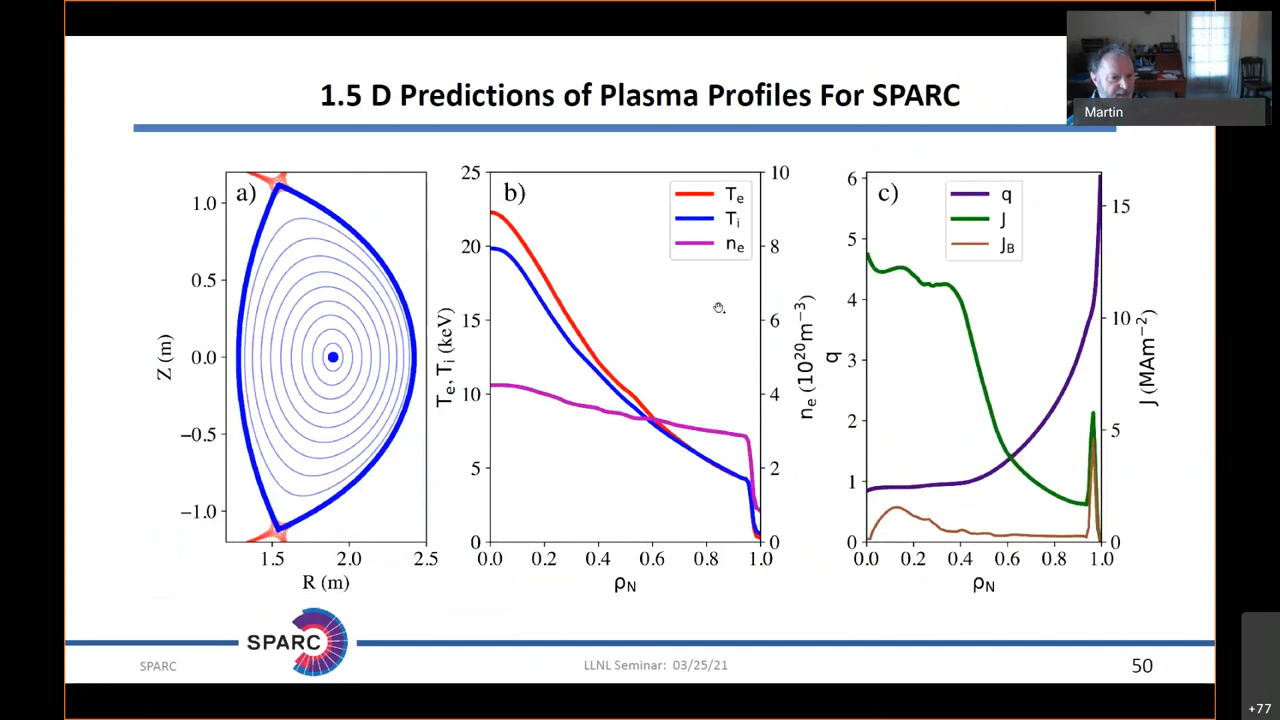 1.5 D Predictions of Plasma Profiles For SPARC
Martin
a)
1.0
0.5
0.0
−0.5
−1.0
Z (m)
1.5
2.0
2.5
R (m)
b)
25
20
15
10
5
0
Te, Ti (keV)
Te
Ti
ne
10
8
6
4
2
0
ne (10²⁰m⁻³)
0.0
0.2
0.4
0.6
0.8
1.0
ρN
c)
6
5
4
3
2
1
0
q
q
J
JB
15
10
5
0
J (MAm⁻²)
0.0
0.2
0.4
0.6
0.8
1.0
ρN
SPARC
SPARC
LLNL Seminar: 03/25/21
50
+77